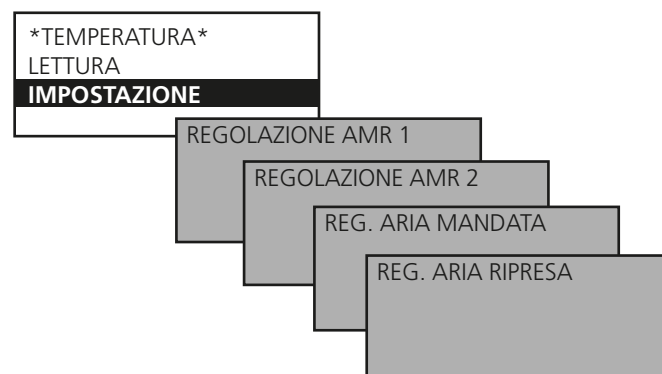 *TEMPERATURA*
LETTURA
IMPOSTAZIONE
REGOLAZIONE AMR 1
REGOLAZIONE AMR 2
REG. ARIA MANDATA
REG. ARIA RIPRESA